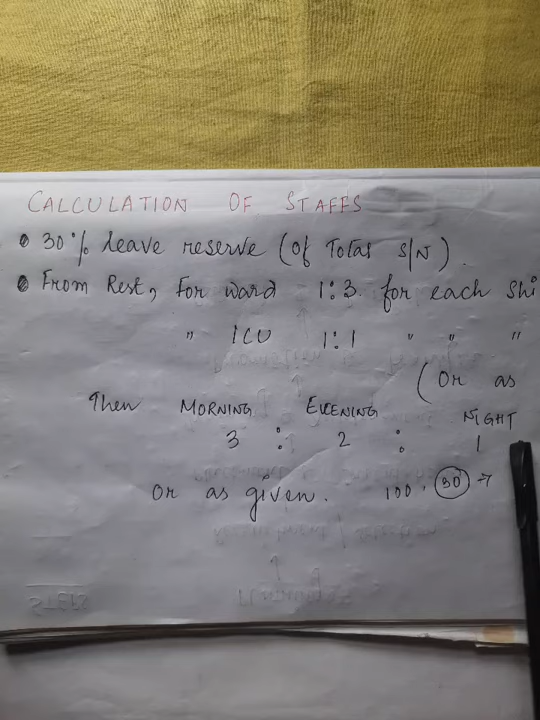 CALCULATION OF STAFFS
• 30% leave reserve (Of Total S/N).
• From Rest, For ward 1:3 for each Shi
" ICU 1:1 " " "
(Or as
Then MORNING EVENING NIGHT
3 : 2 : 1
Or as given. 100. 30 →
STEPS